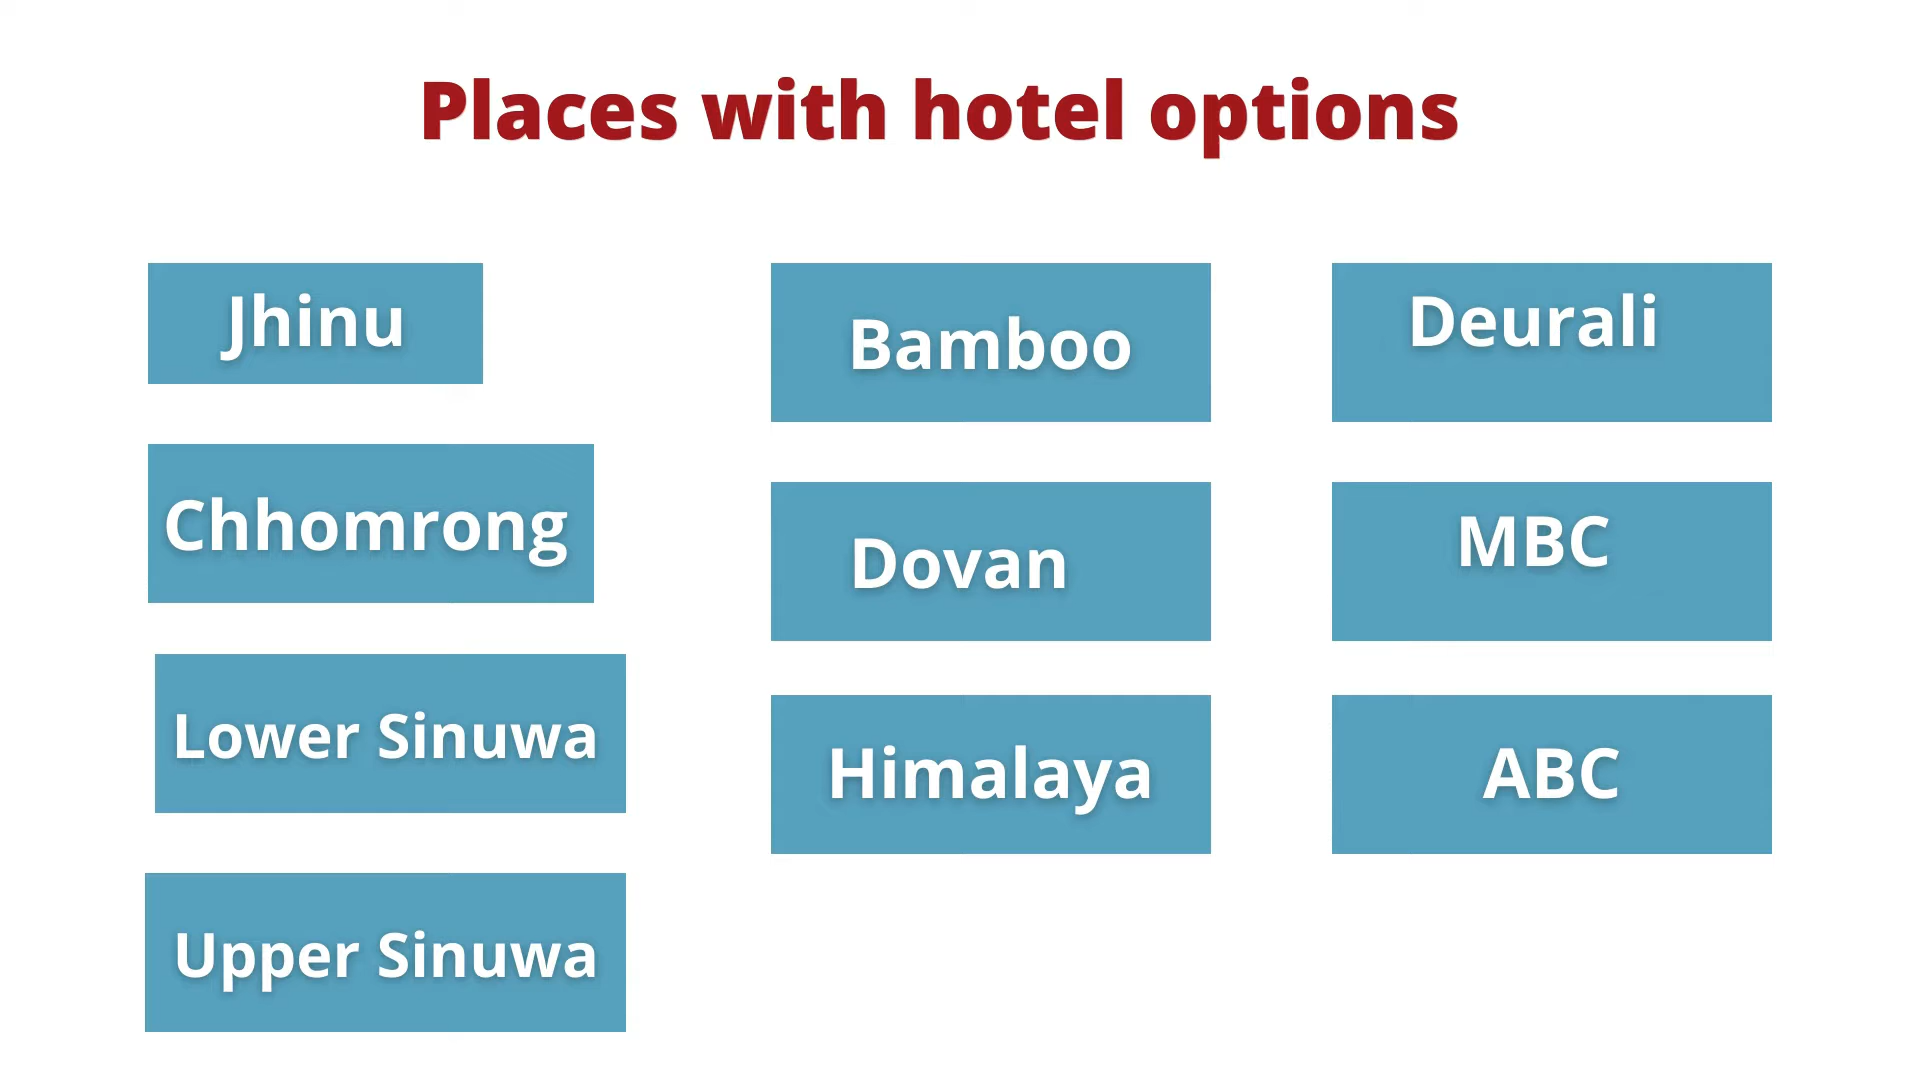 Places with hotel options
Jhinu
Chhomrong
Lower Sinuwa
Upper Sinuwa
Bamboo
Dovan
Himalaya
Deurali
MBC
ABC